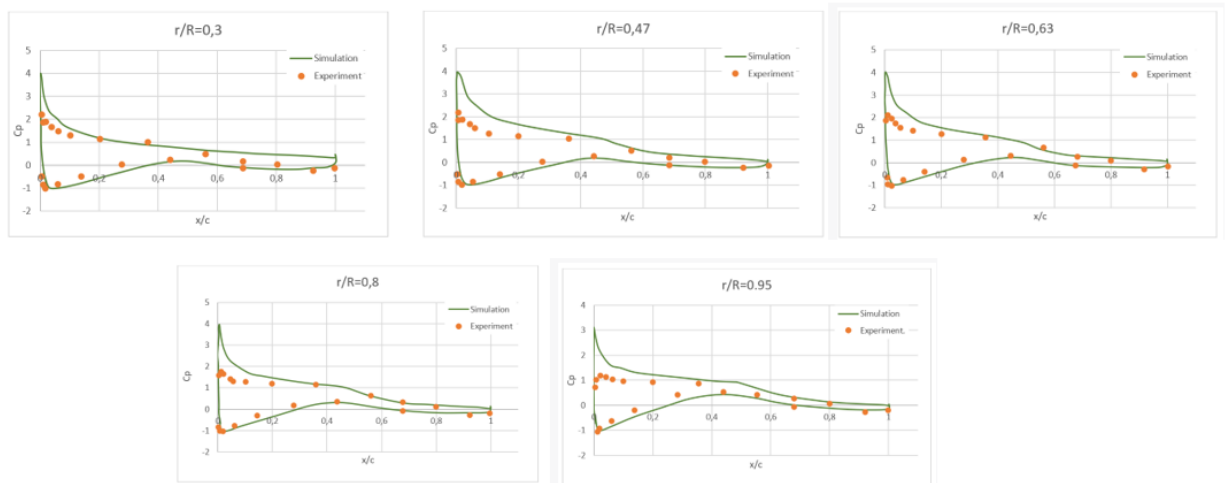 r/R=0,3
5
4
3
2
1
0
-1
-2
Cp
0
0,2
0,4
0,6
0,8
1
x/c
Simulation
Experiment
r/R=0,47
5
4
3
2
1
0
-1
-2
Cp
0
0,2
0,4
0,6
0,8
1
x/c
Simulation
Experiment
r/R=0,63
5
4
3
2
1
0
-1
-2
Cp
0
0,2
0,4
0,6
0,8
1
x/c
Simulation
Experiment
r/R=0,8
5
4
3
2
1
0
-1
-2
Cp
0
0,2
0,4
0,6
0,8
1
x/c
Simulation
Experiment
r/R=0.95
4
3
2
1
0
-1
-2
Cp
0
0,2
0,4
0,6
0,8
1
x/c
Simulation
Experiment.